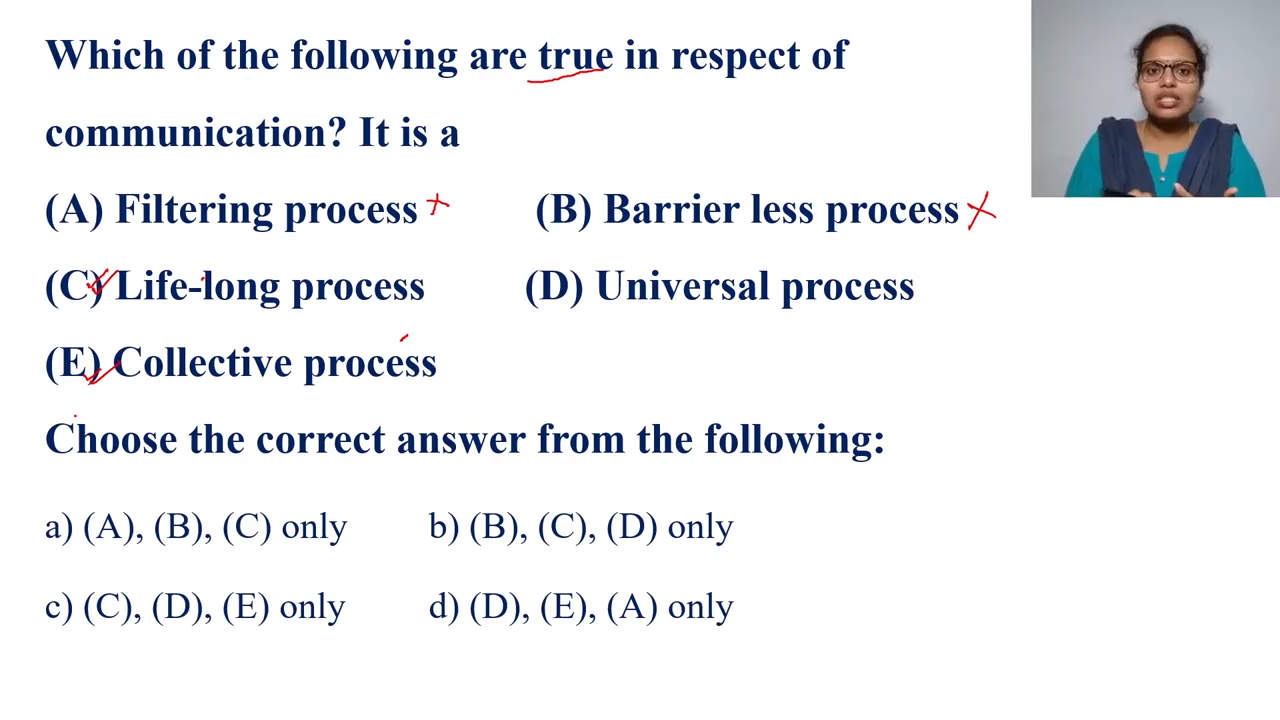 Which of the following are true in respect of
communication? It is a
(A) Filtering process (B) Barrier less process
(C) Life-long process (D) Universal process
(E) Collective process
Choose the correct answer from the following:
a) (A), (B), (C) only b) (B), (C), (D) only
c) (C), (D), (E) only d) (D), (E), (A) only